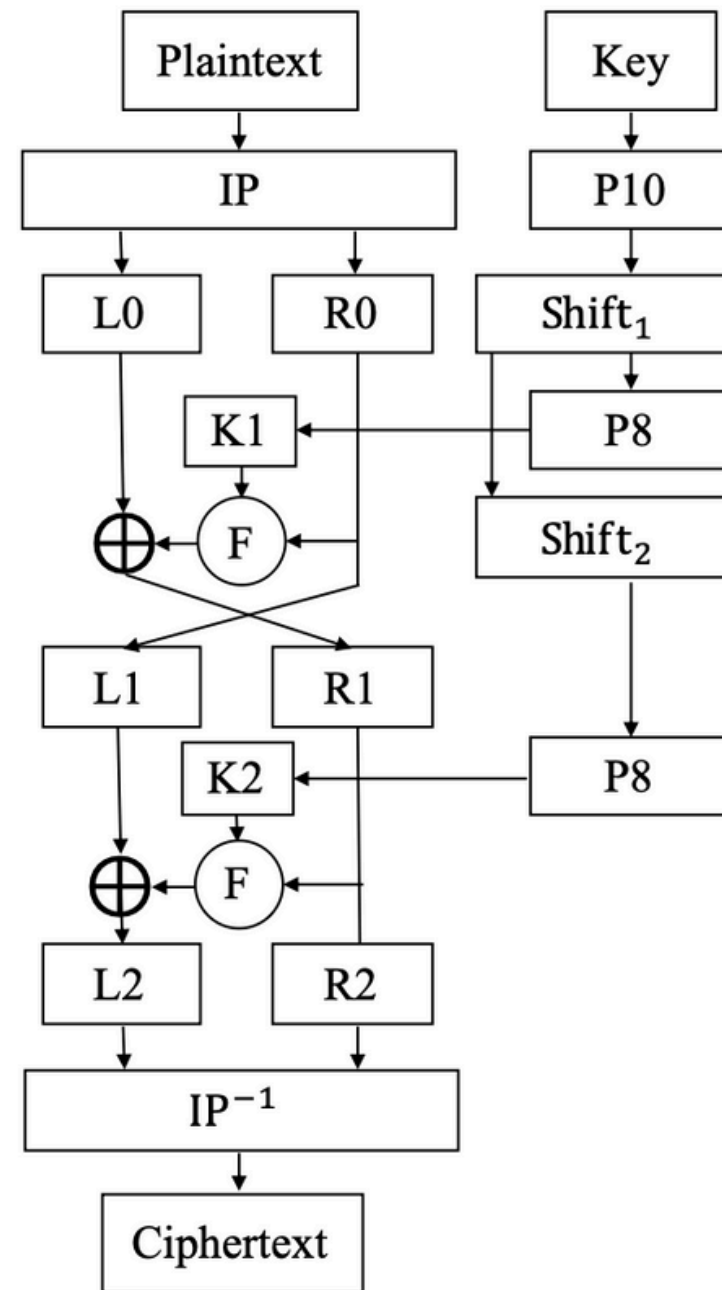 Plaintext
Key
IP
P10
L0
R0
Shift₁
K1
P8
F
Shift₂
L1
R1
K2
P8
F
L2
R2
IP⁻¹
Ciphertext